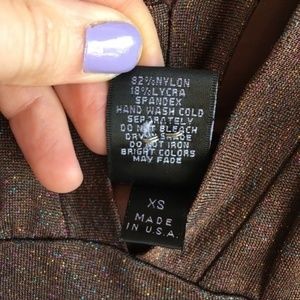 82%NYLON
18%LYCRA
SPANDEX
HAND WASH COLD
SEPARATELY
DO NOT BLEACH
DRY IN SHADE
DO NOT IRON
BRIGHT COLORS
MAY FADE
XS
MADE
IN U.S.A.